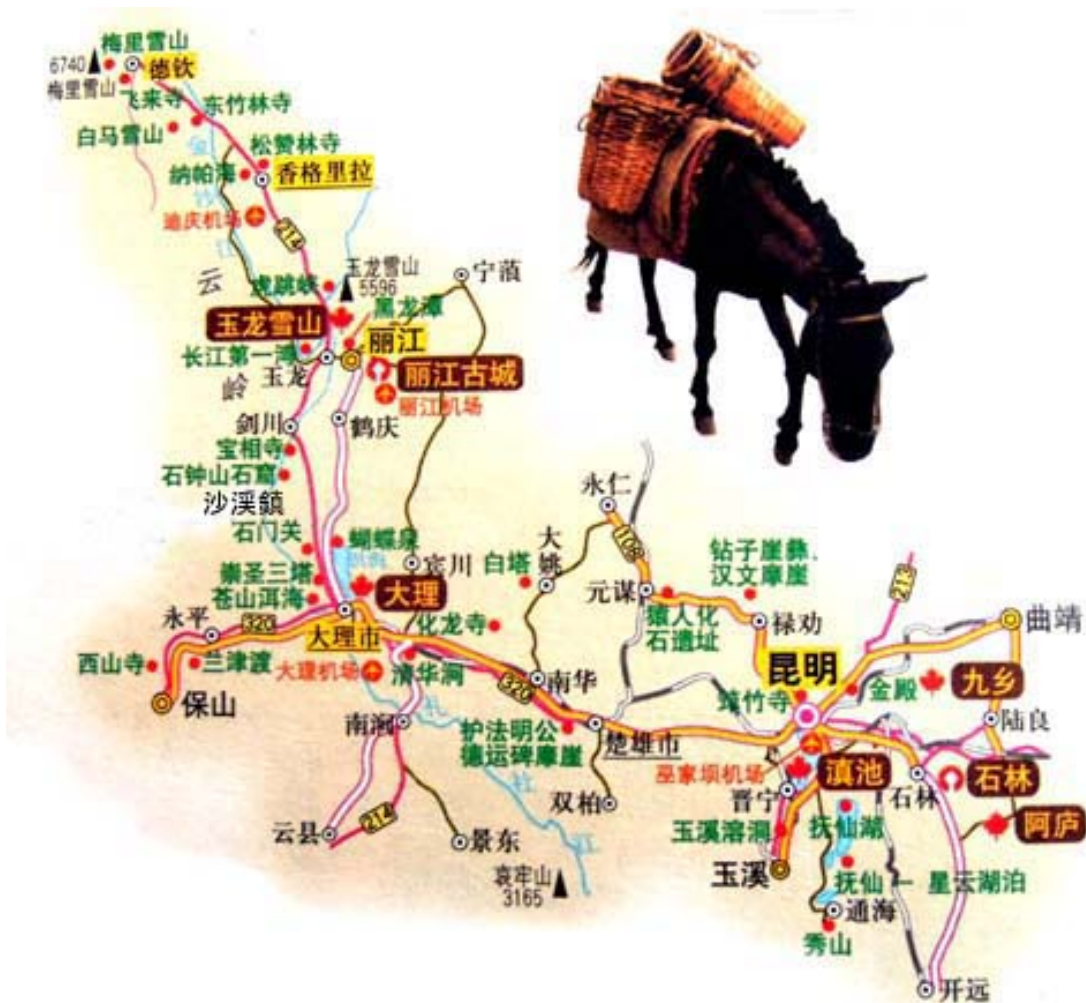 梅里雪山
6740
德钦
梅里雪山
飞来寺
东竹林寺
白马雪山
松赞林寺
纳帕海
香格里拉
迪庆机场
214
金沙江
云岭
虎跳峡
玉龙雪山
5596
宁蒗
黑龙潭
玉龙雪山
丽江
长江第一湾
玉龙
丽江古城
丽江机场
剑川
鹤庆
宝相寺
石钟山石窟
沙渓鎮
石门关
蝴蝶泉
宾川
崇圣三塔
苍山洱海
大理
永平
320
大理市
西山寺
兰津渡
保山
大理机场
清华洞
化龙寺
白塔
大姚
永仁
108
元谋
钻子崖彝、
汉文摩崖
猿人化
石遗址
禄劝
213
曲靖
昆明
筇竹寺
金殿
九乡
陆良
南华
320
楚雄市
护法明公
德运碑摩崖
南涧
双柏
巫家坝机场
滇池
晋宁
石林
石林
阿庐
云县
214
景东
哀牢山
3165
玉溪溶洞
玉溪
抚仙湖
抚仙—星云湖泊
通海
秀山
开远